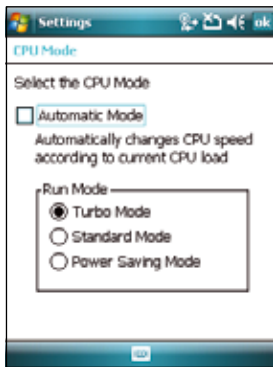 Settings ok
CPU Mode
Select the CPU Mode
Automatic Mode
Automatically changes CPU speed
according to current CPU load
Run Mode
Turbo Mode
Standard Mode
Power Saving Mode